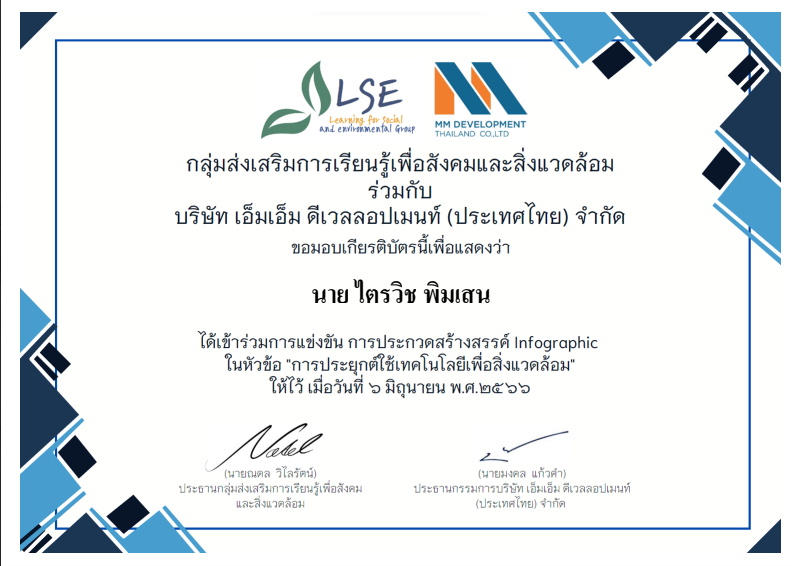 LSE
Learning for Social
and environmental Group
MM DEVELOPMENT
THAILAND CO.,LTD
กลุ่มส่งเสริมการเรียนรู้เพื่อสังคมและสิ่งแวดล้อม
ร่วมกับ
บริษัท เอ็มเอ็ม ดีเวลลอปเมนท์ (ประเทศไทย) จำกัด
ขอมอบเกียรติบัตรนี้เพื่อแสดงว่า
นาย ไตรวิช พิมเสน
ได้เข้าร่วมการแข่งขัน การประกวดสร้างสรรค์ Infographic
ในหัวข้อ "การประยุกต์ใช้เทคโนโลยีเพื่อสิ่งแวดล้อม"
ให้ไว้ เมื่อวันที่ ๖ มิถุนายน พ.ศ.๒๕๖๖
(นายณดล วิไลรัตน์)
ประธานกลุ่มส่งเสริมการเรียนรู้เพื่อสังคม
และสิ่งแวดล้อม
(นายมงคล แก้วคำ)
ประธานกรรมการบริษัท เอ็มเอ็ม ดีเวลลอปเมนท์
(ประเทศไทย) จำกัด